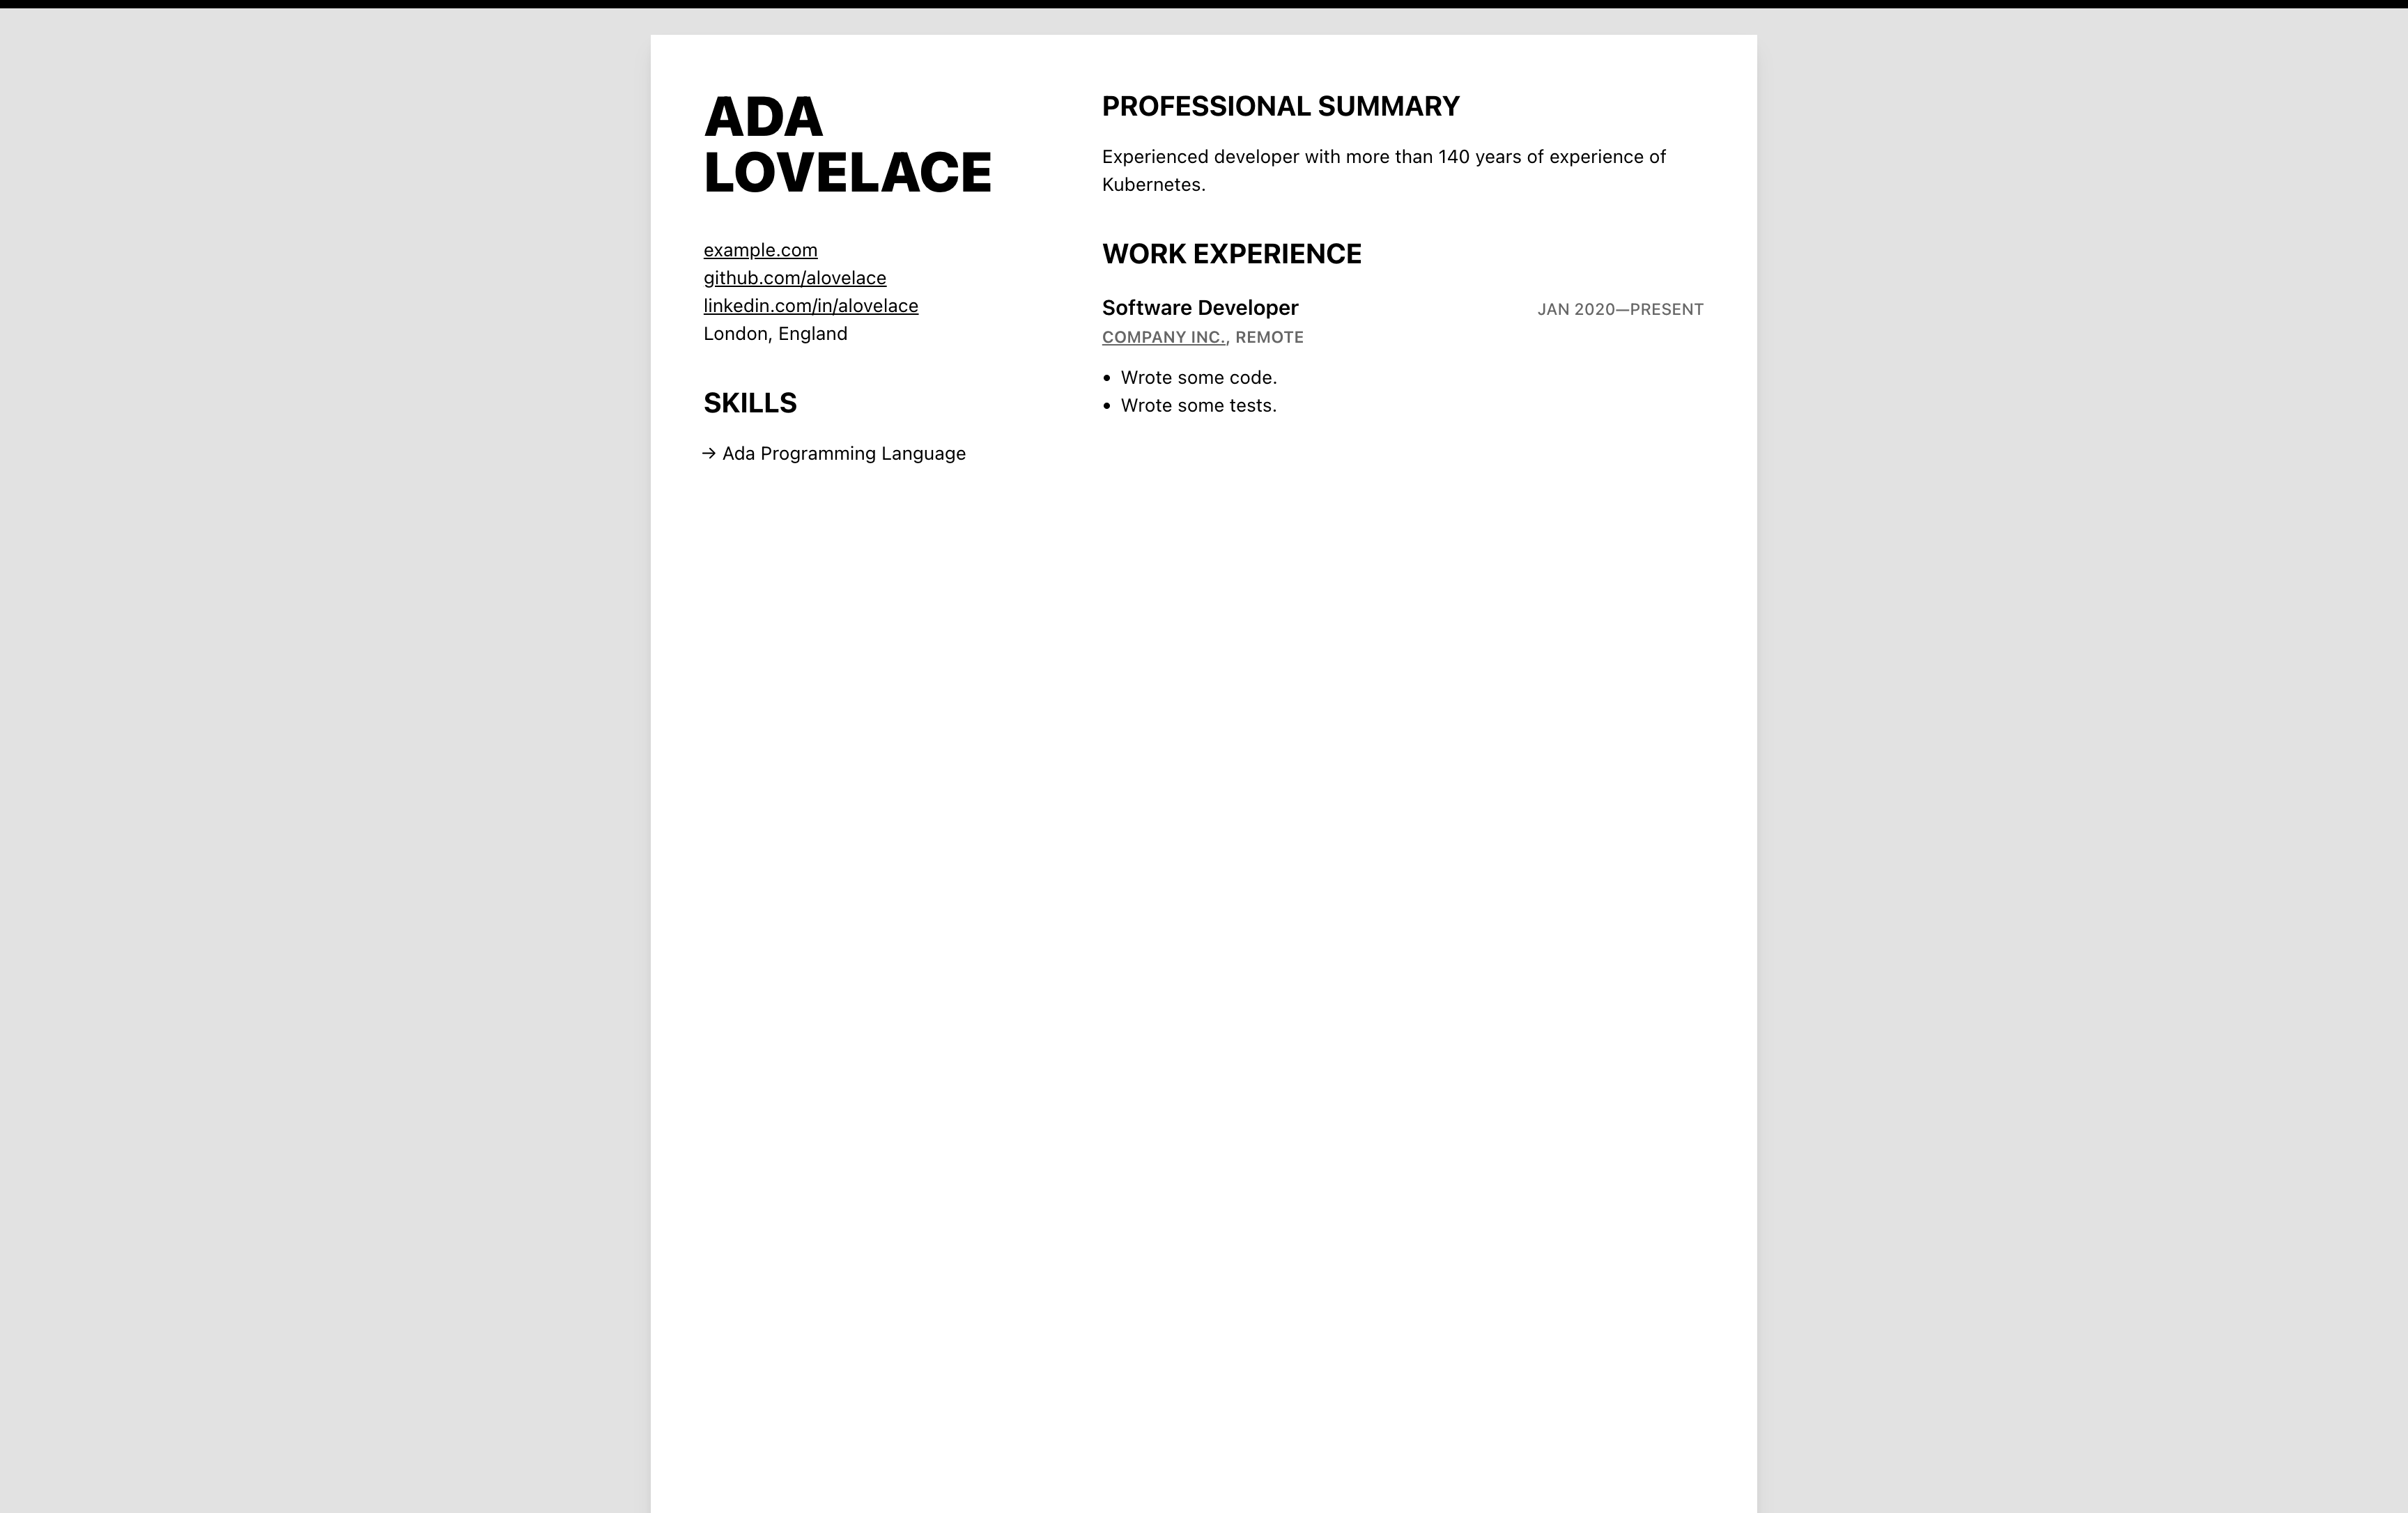 ADA
LOVELACE
example.com
github.com/alovelace
linkedin.com/in/alovelace
London, England
SKILLS
→ Ada Programming Language
PROFESSIONAL SUMMARY
Experienced developer with more than 140 years of experience of
Kubernetes.
WORK EXPERIENCE
Software Developer JAN 2020—PRESENT
COMPANY INC., REMOTE
• Wrote some code.
• Wrote some tests.